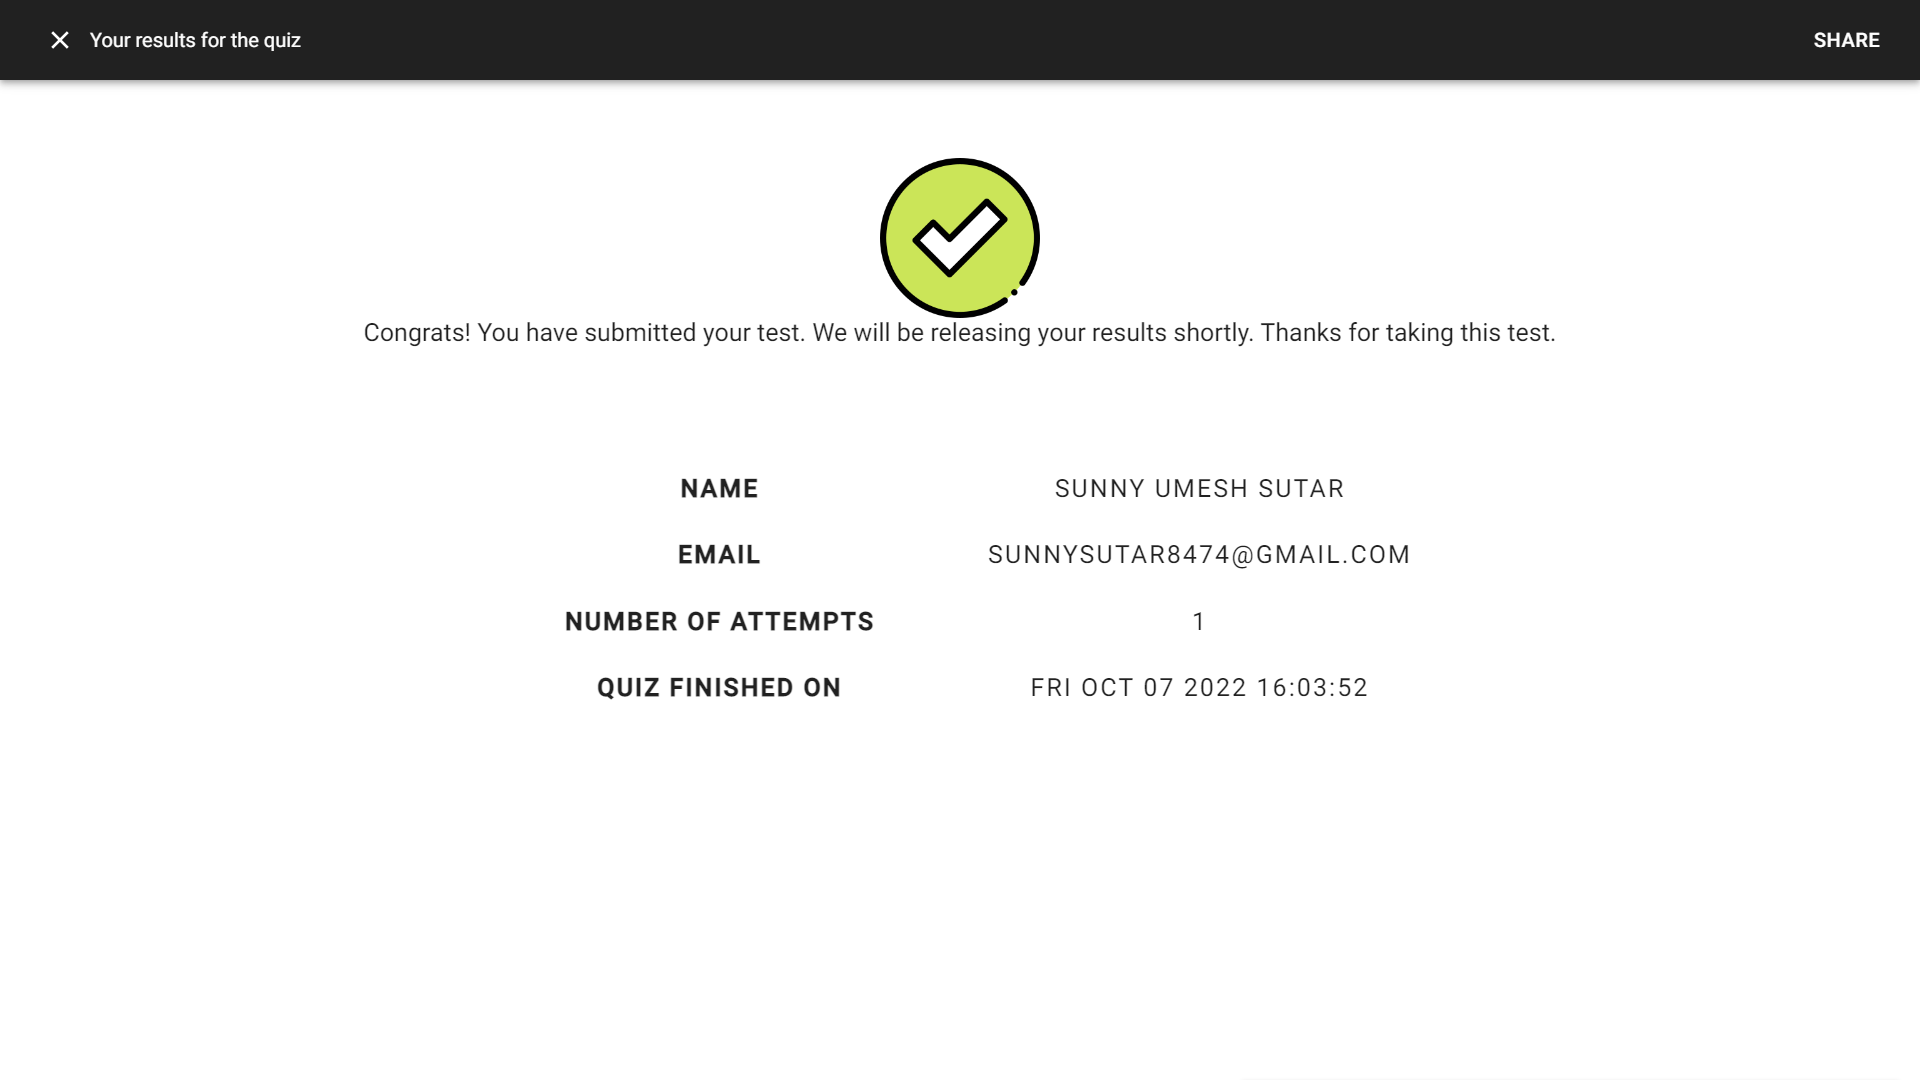 Your results for the quiz
SHARE
Congrats! You have submitted your test. We will be releasing your results shortly. Thanks for taking this test.
NAME SUNNY UMESH SUTAR
EMAIL SUNNYSUTAR8474@GMAIL.COM
NUMBER OF ATTEMPTS 1
QUIZ FINISHED ON FRI OCT 07 2022 16:03:52